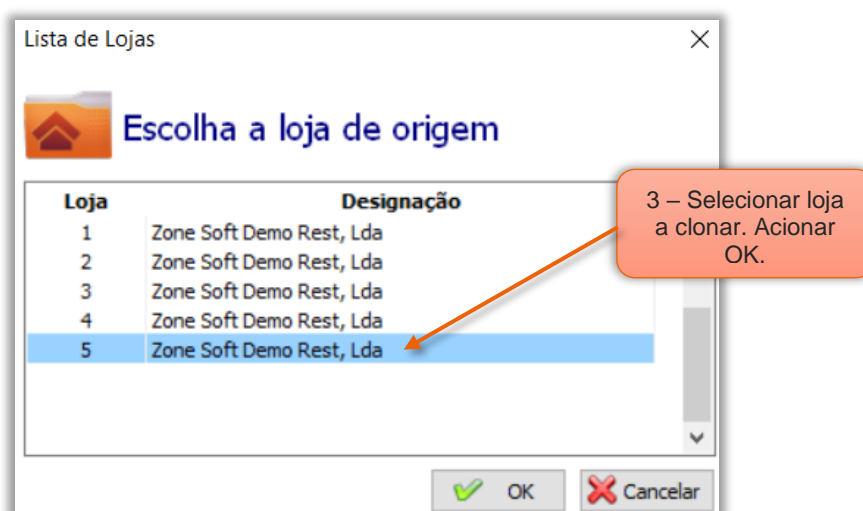 Lista de Lojas
Escolha a loja de origem
Loja Designação
1 Zone Soft Demo Rest, Lda
2 Zone Soft Demo Rest, Lda
3 Zone Soft Demo Rest, Lda
4 Zone Soft Demo Rest, Lda
5 Zone Soft Demo Rest, Lda
3 – Selecionar loja
a clonar. Acionar
OK.
OK Cancelar